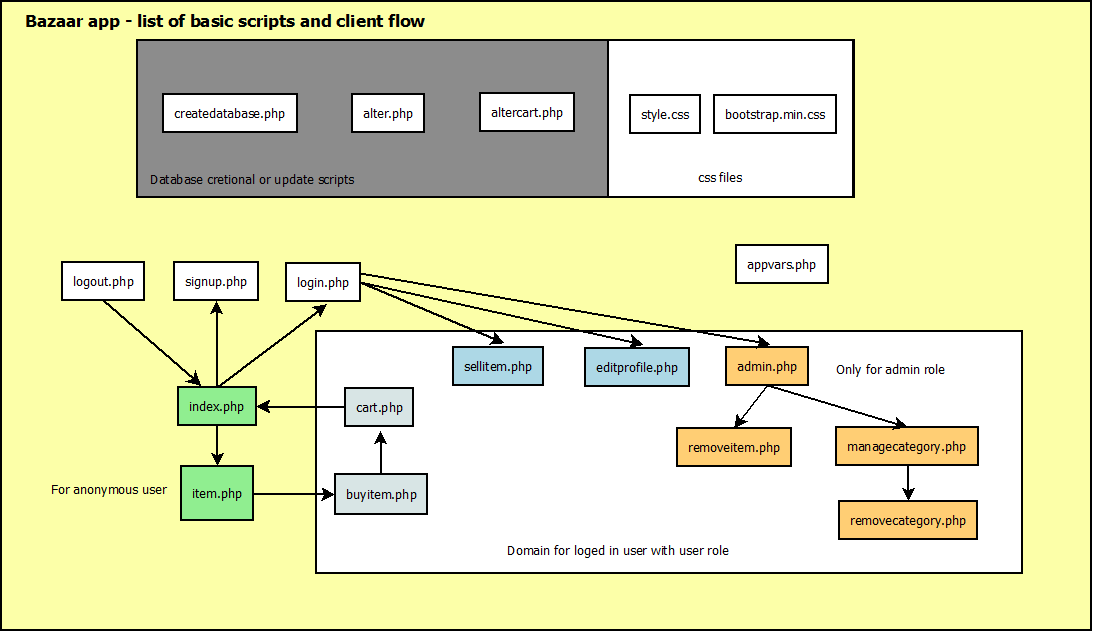 Bazaar app - list of basic scripts and client flow
createdatabase.php
alter.php
altercart.php
style.css
bootstrap.min.css
Database cretional or update scripts
css files
logout.php
signup.php
login.php
appvars.php
sellitem.php
editprofile.php
admin.php
Only for admin role
index.php
cart.php
removeitem.php
managecategory.php
For anonymous user
item.php
buyitem.php
removecategory.php
Domain for loged in user with user role